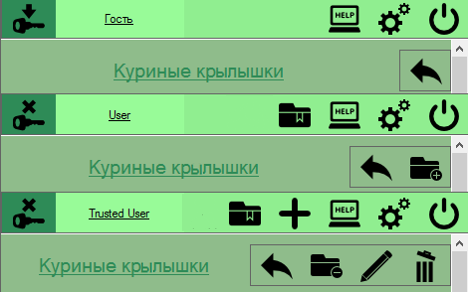 Гость HELP
Куриные крылышки
User HELP
Куриные крылышки
Trusted User HELP
Куриные крылышки